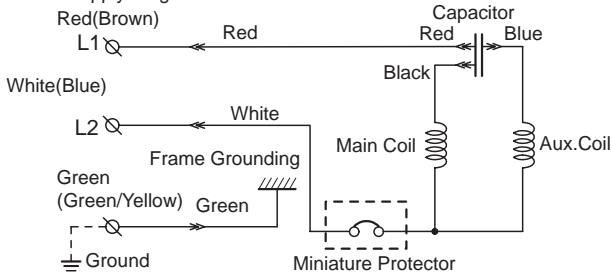 Red(Brown)
L1
Red
Capacitor
Red
Blue
Black
White(Blue)
L2
White
Main Coil
Aux.Coil
Frame Grounding
Green
(Green/Yellow)
Green
Ground
Miniature Protector